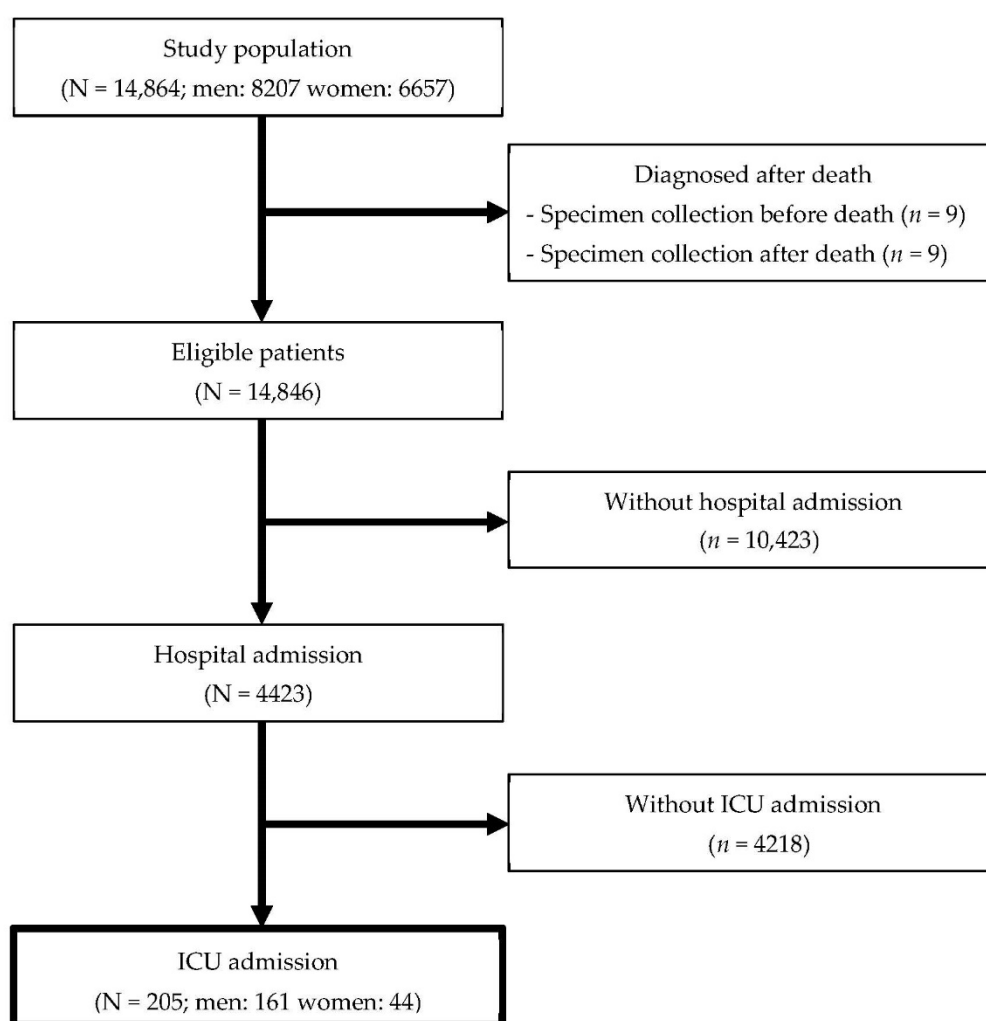 Study population
(N = 14,864; men: 8207 women: 6657)
Diagnosed after death
- Specimen collection before death (n = 9)
- Specimen collection after death (n = 9)
Eligible patients
(N = 14,846)
Without hospital admission
(n = 10,423)
Hospital admission
(N = 4423)
Without ICU admission
(n = 4218)
ICU admission
(N = 205; men: 161 women: 44)